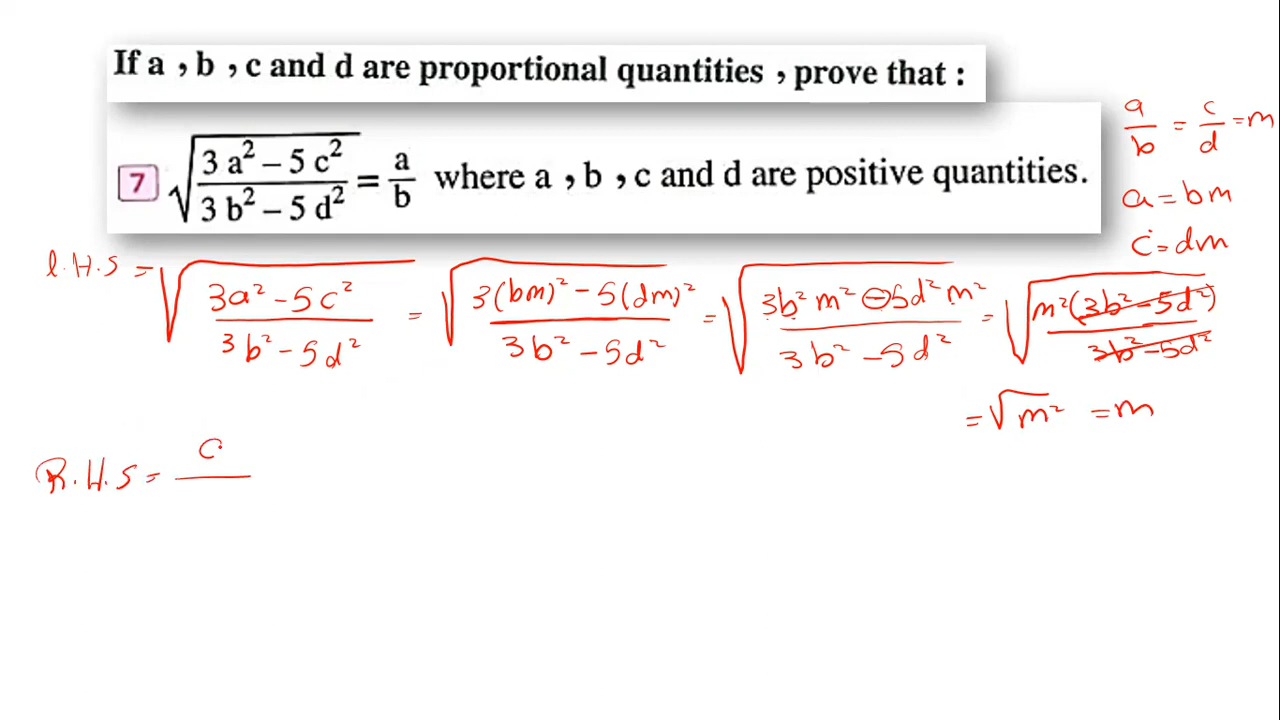 If a , b , c and d are proportional quantities , prove that :
7 √((3 a² – 5 c²)/(3 b² – 5 d²)) = a/b where a , b , c and d are positive quantities.
a/b = c/d = m
a = bm
c = dm
L.H.S = √((3a² - 5c²)/(3b² - 5d²)) = √((3(bm)² - 5(dm)²)/(3b² - 5d²)) = √((3b²m² - 5d²m²)/(3b² - 5d²)) = √((m²(3b² - 5d²))/(3b² - 5d²))
= √m² = m
R.H.S = c